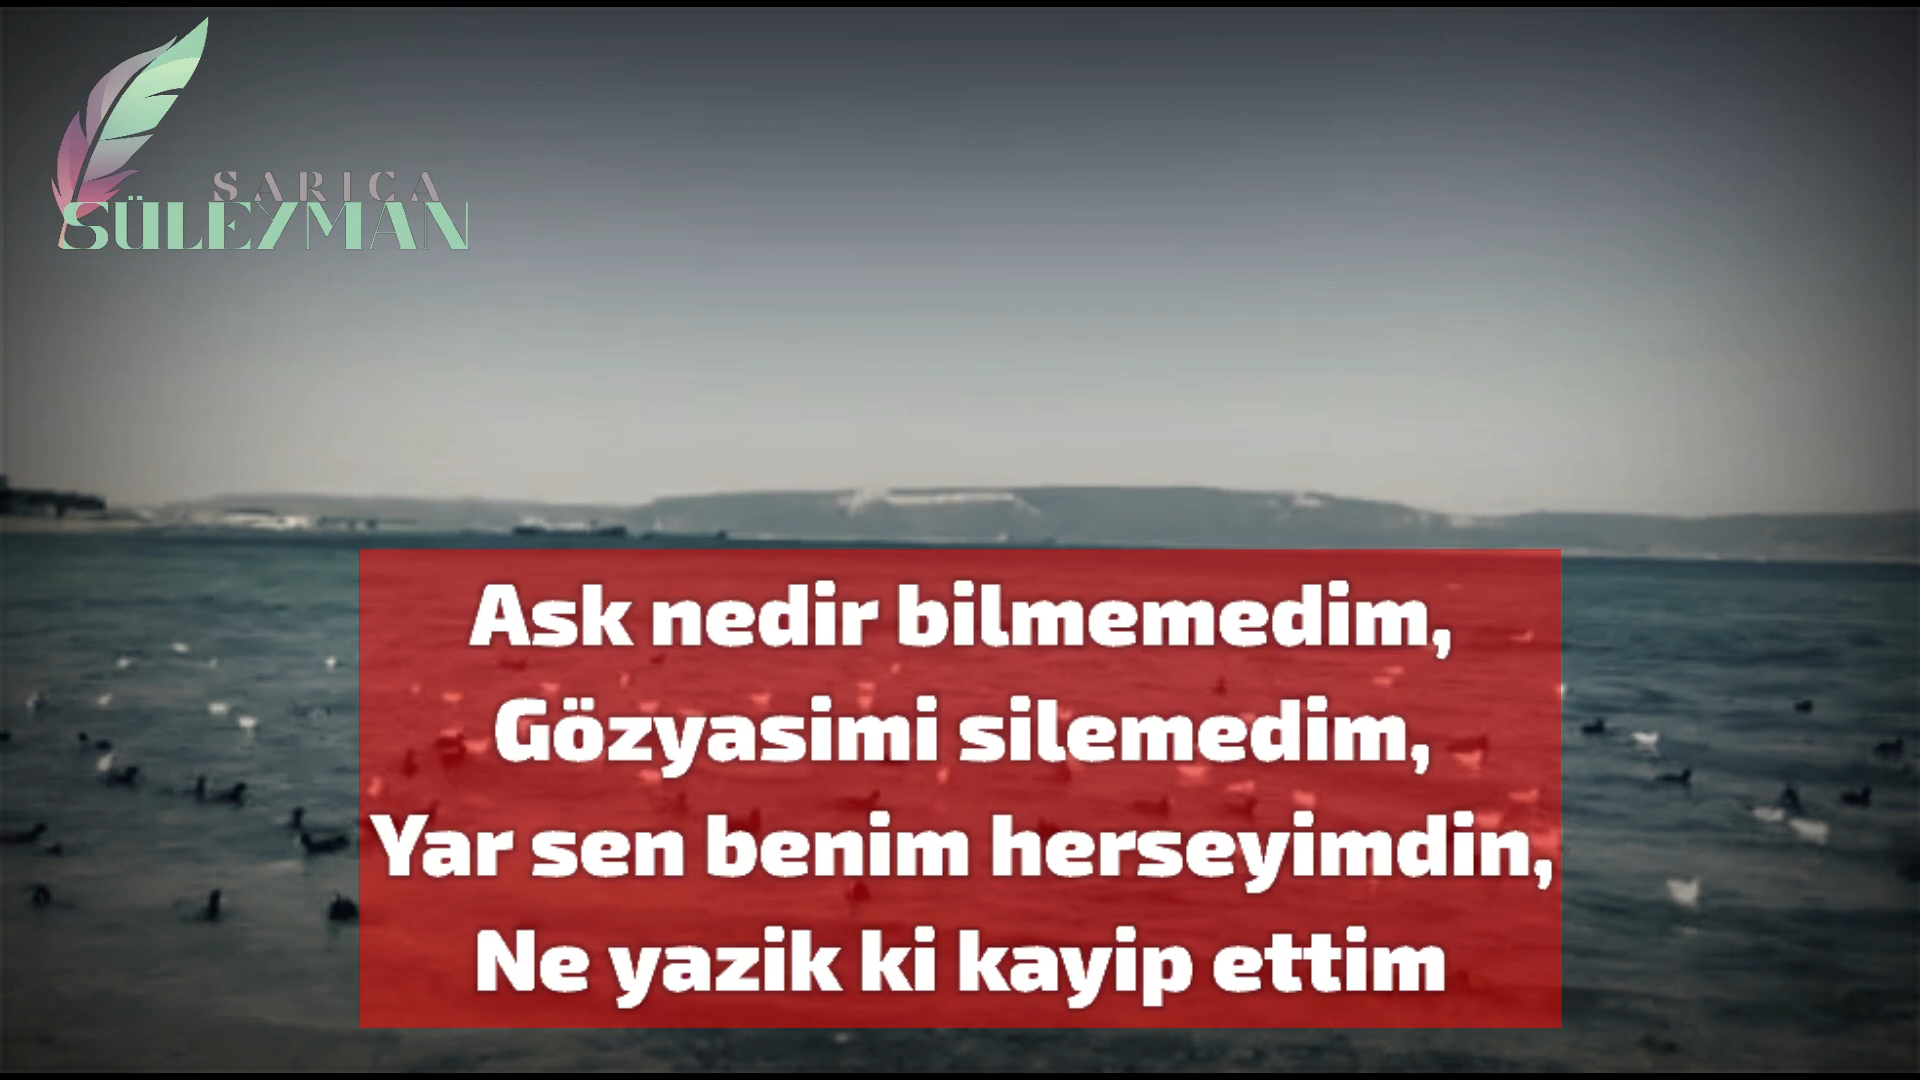 SARICA
SÜLEYMAN
Ask nedir bilmemedim,
Gözyasimi silemedim,
Yar sen benim herseyimdin,
Ne yazik ki kayip ettim